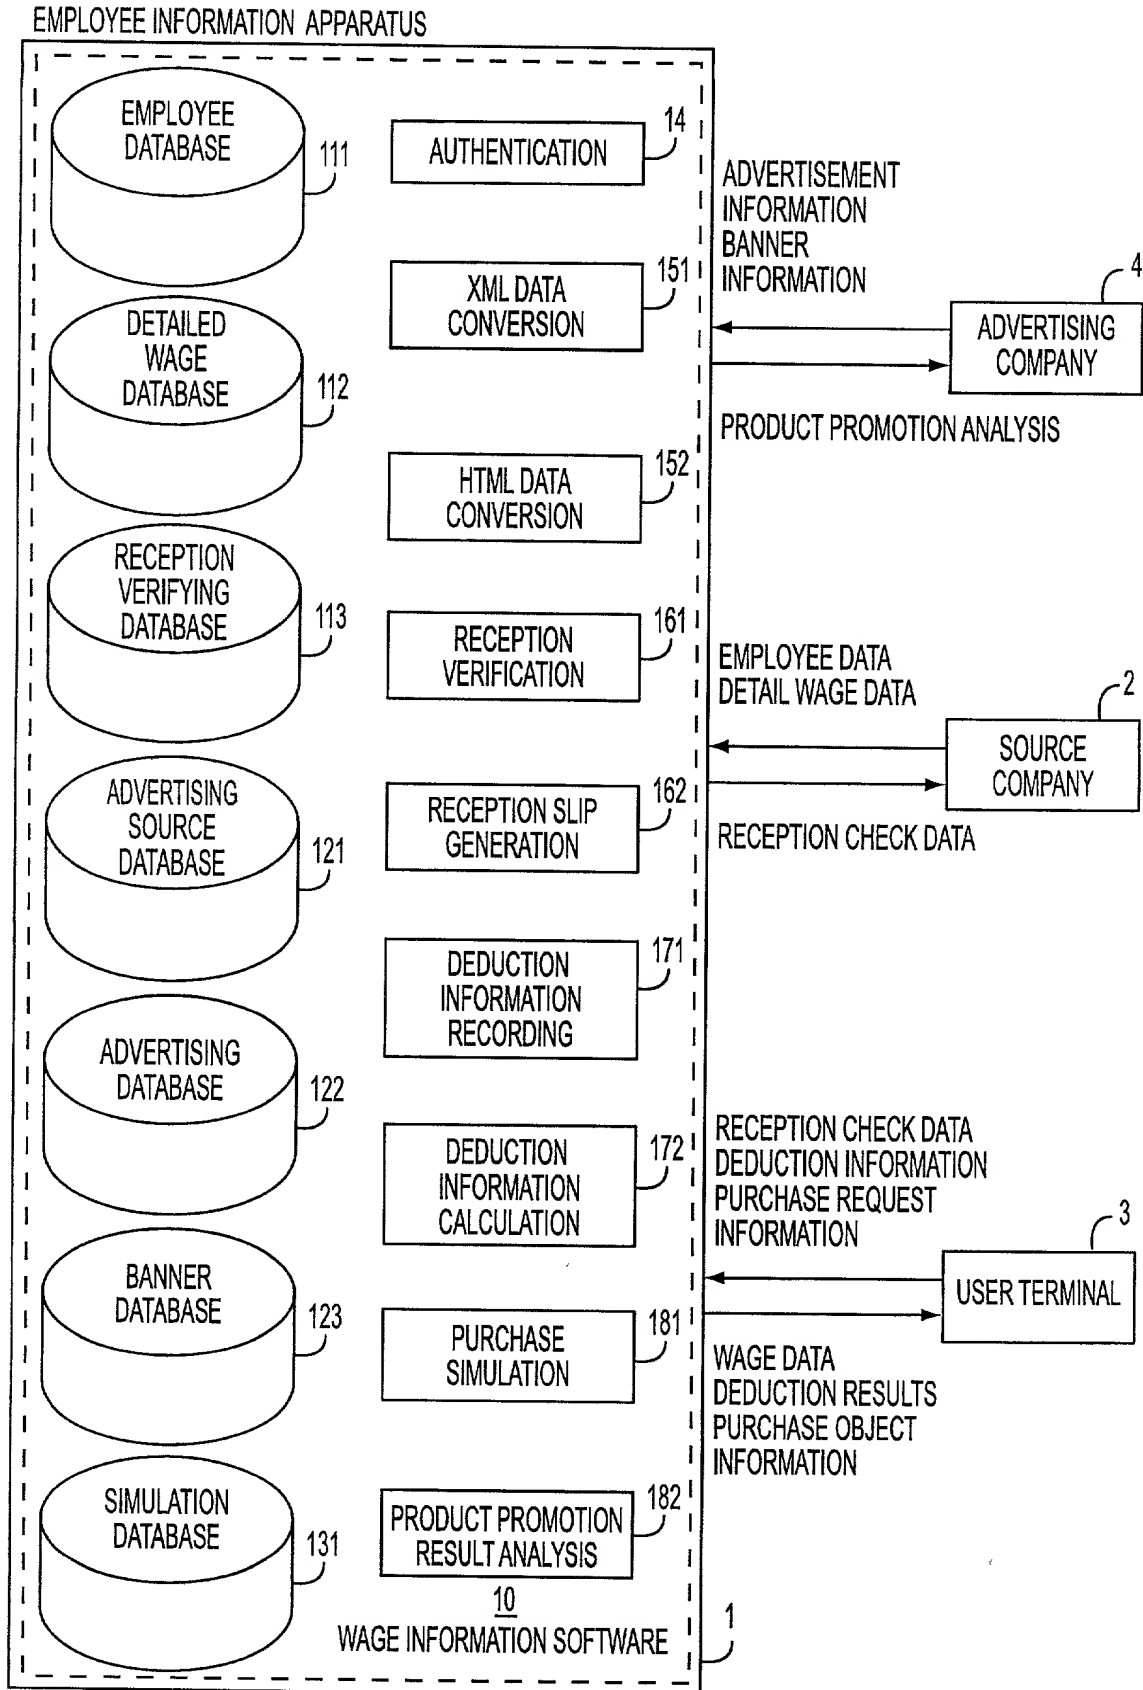 EMPLOYEE INFORMATION APPARATUS
EMPLOYEE
DATABASE
111
DETAILED
WAGE
DATABASE
112
RECEPTION
VERIFYING
DATABASE
113
ADVERTISING
SOURCE
DATABASE
121
ADVERTISING
DATABASE
122
BANNER
DATABASE
123
SIMULATION
DATABASE
131
AUTHENTICATION
14
XML DATA
CONVERSION
151
HTML DATA
CONVERSION
152
RECEPTION
VERIFICATION
161
RECEPTION SLIP
GENERATION
162
DEDUCTION
INFORMATION
RECORDING
171
DEDUCTION
INFORMATION
CALCULATION
172
PURCHASE
SIMULATION
181
PRODUCT PROMOTION
RESULT ANALYSIS
182
10
WAGE INFORMATION SOFTWARE
1
ADVERTISEMENT
INFORMATION
BANNER
INFORMATION
4
ADVERTISING
COMPANY
PRODUCT PROMOTION ANALYSIS
EMPLOYEE DATA
DETAIL WAGE DATA
2
SOURCE
COMPANY
RECEPTION CHECK DATA
RECEPTION CHECK DATA
DEDUCTION INFORMATION
PURCHASE REQUEST
INFORMATION
3
USER TERMINAL
WAGE DATA
DEDUCTION RESULTS
PURCHASE OBJECT
INFORMATION